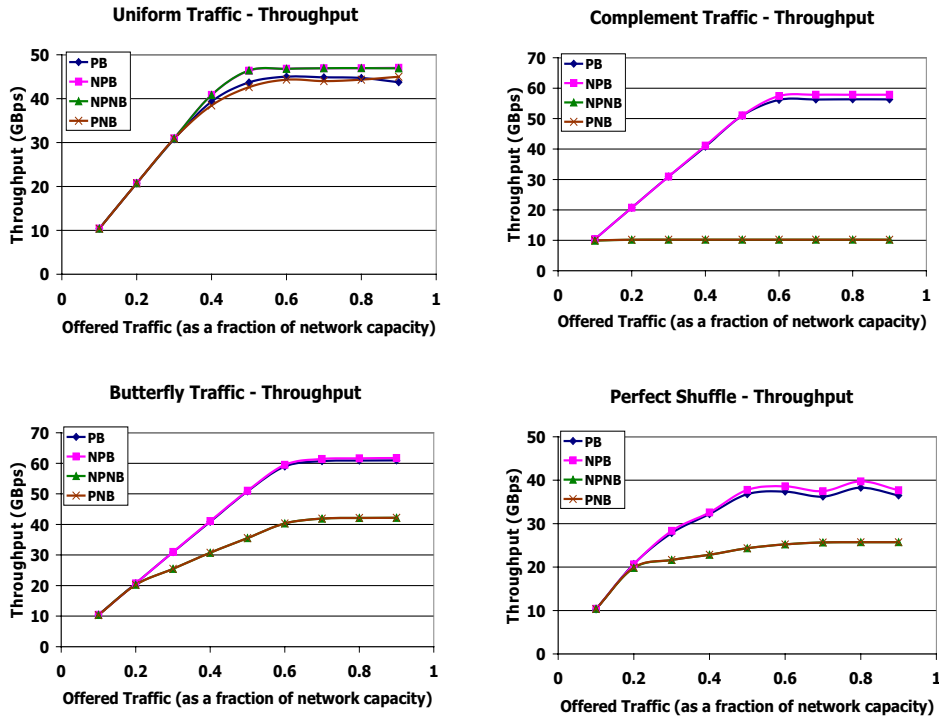 Uniform Traffic - Throughput
Throughput (GBps)
50
40
30
20
10
0
PB
NPB
NPNB
PNB
0 0.2 0.4 0.6 0.8 1
Offered Traffic (as a fraction of network capacity)
Complement Traffic - Throughput
Throughput (GBps)
70
60
50
40
30
20
10
0
PB
NPB
NPNB
PNB
0 0.2 0.4 0.6 0.8 1
Offered Traffic (as a fraction of network capacity)
Butterfly Traffic - Throughput
Throughput (GBps)
70
60
50
40
30
20
10
0
PB
NPB
NPNB
PNB
0 0.2 0.4 0.6 0.8 1
Offered Traffic (as a fraction of network capacity)
Perfect Shuffle - Throughput
Throughput (GBps)
50
40
30
20
10
0
PB
NPB
NPNB
PNB
0 0.2 0.4 0.6 0.8 1
Offered Traffic (as a fraction of network capacity)